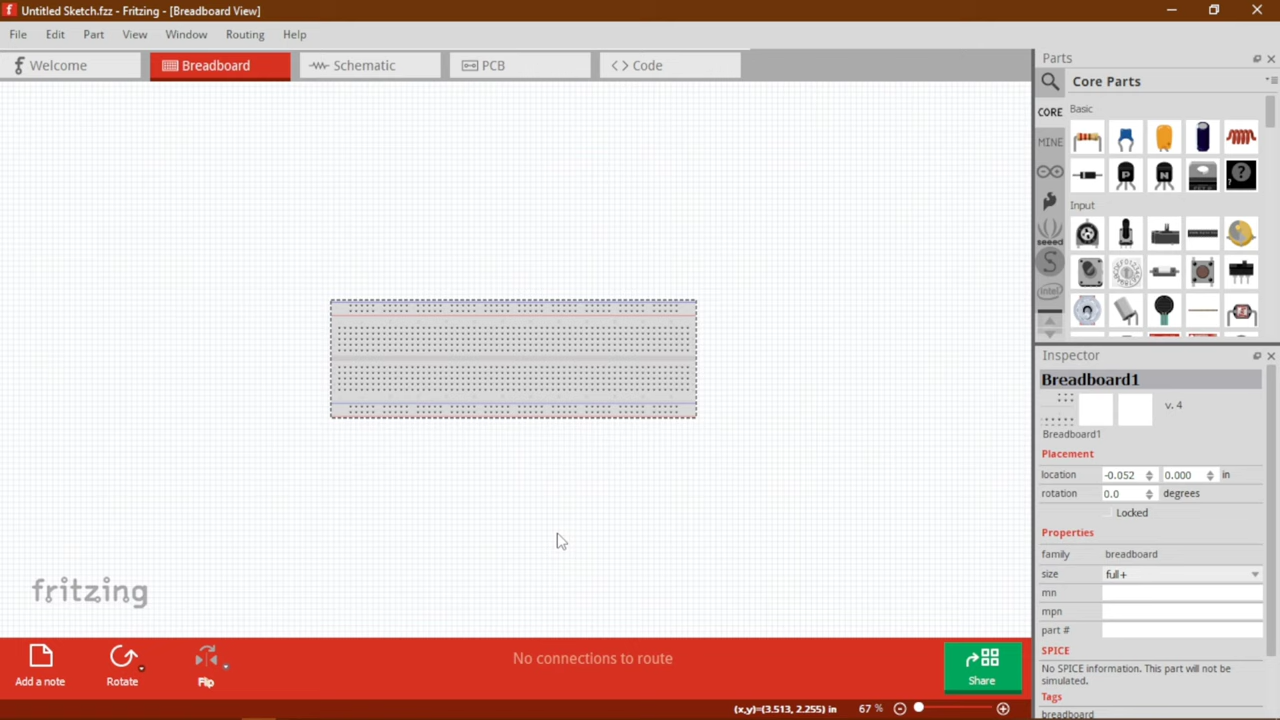 Untitled Sketch.fzz - Fritzing - [Breadboard View]
File Edit Part View Window Routing Help
Welcome Breadboard Schematic PCB Code
Parts
Core Parts
CORE
MINE
seeed
intel
Basic
P N ?
Input
Inspector
Breadboard1
v. 4
Breadboard1
Placement
location -0.052 0.000 in
rotation 0.0 degrees
Locked
Properties
family breadboard
size full+
mn
mpn
part #
SPICE
No SPICE information. This part will not be
simulated.
Tags
breadboard
fritzing
Add a note Rotate Flip
No connections to route
Share
(x,y)=(3.513, 2.255) in 67 %